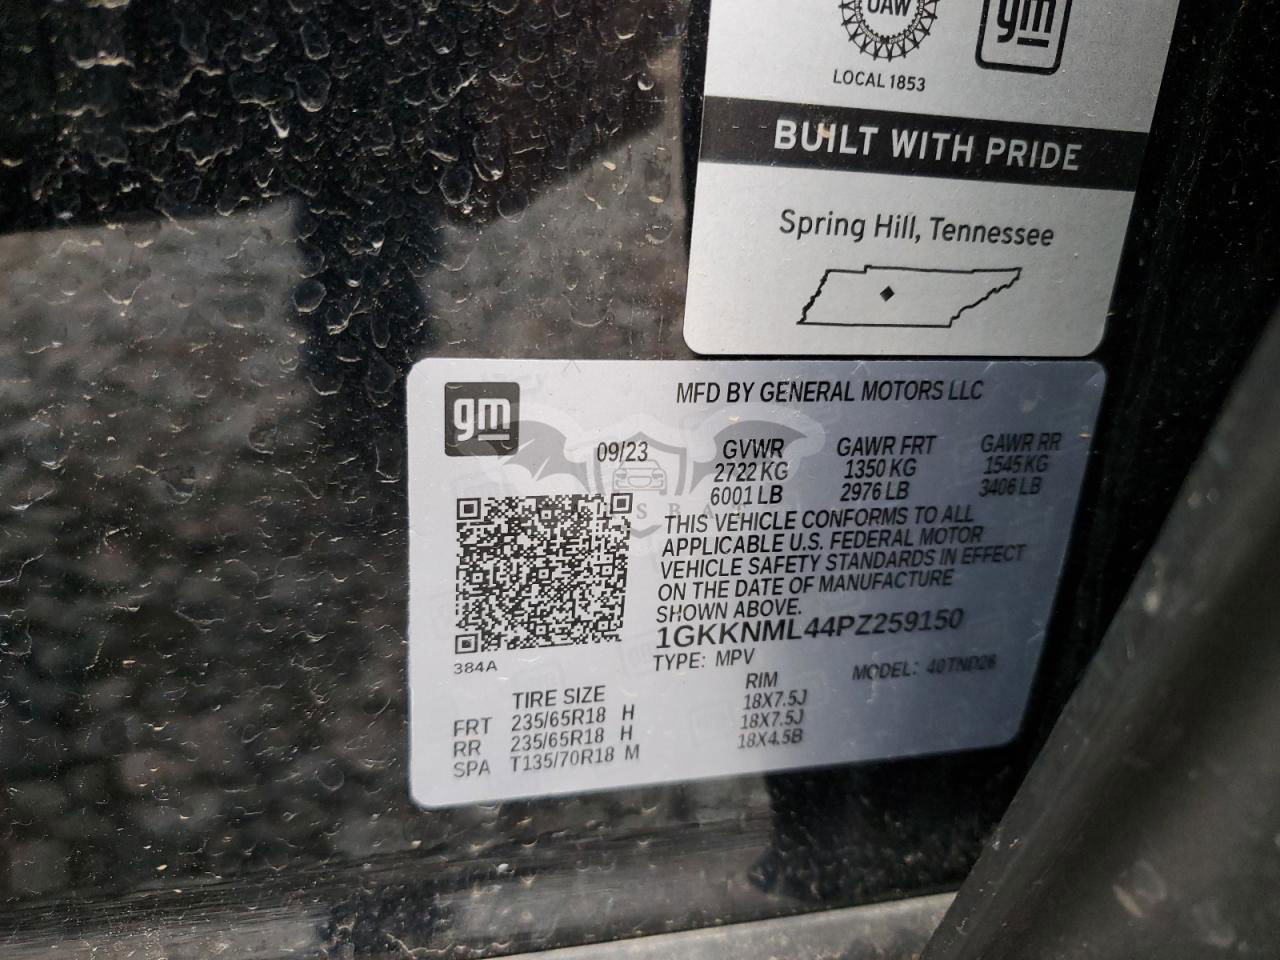 UAW
gm
LOCAL 1853
BUILT WITH PRIDE
Spring Hill, Tennessee
gm
MFD BY GENERAL MOTORS LLC
09/23 GVWR GAWR FRT GAWR RR
2722 KG 1350 KG 1545 KG
6001 LB 2976 LB 3406 LB
THIS VEHICLE CONFORMS TO ALL
APPLICABLE U.S. FEDERAL MOTOR
VEHICLE SAFETY STANDARDS IN EFFECT
ON THE DATE OF MANUFACTURE
SHOWN ABOVE.
1GKKNML44PZ259150
384A
TYPE: MPV MODEL: 40TND26
TIRE SIZE RIM
FRT 235/65R18 H 18X7.5J
RR 235/65R18 H 18X7.5J
SPA T135/70R18 M 18X4.5B